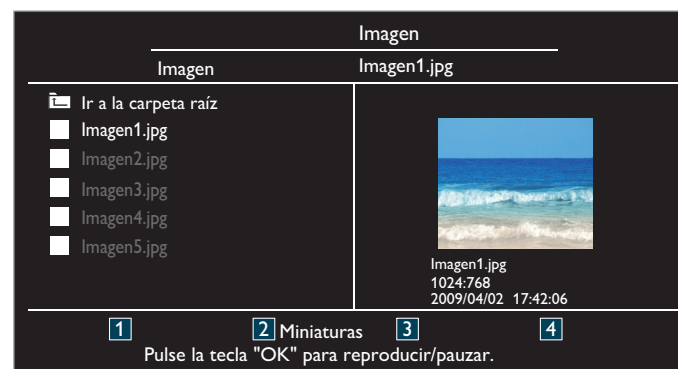 Imagen
Imagen
Imagen1.jpg
Ir a la carpeta raíz
Imagen1.jpg
Imagen2.jpg
Imagen3.jpg
Imagen4.jpg
Imagen5.jpg
Imagen1.jpg
1024:768
2009/04/02 17:42:06
1 2 Miniaturas 3 4
Pulse la tecla "OK" para reproducir/pauzar.